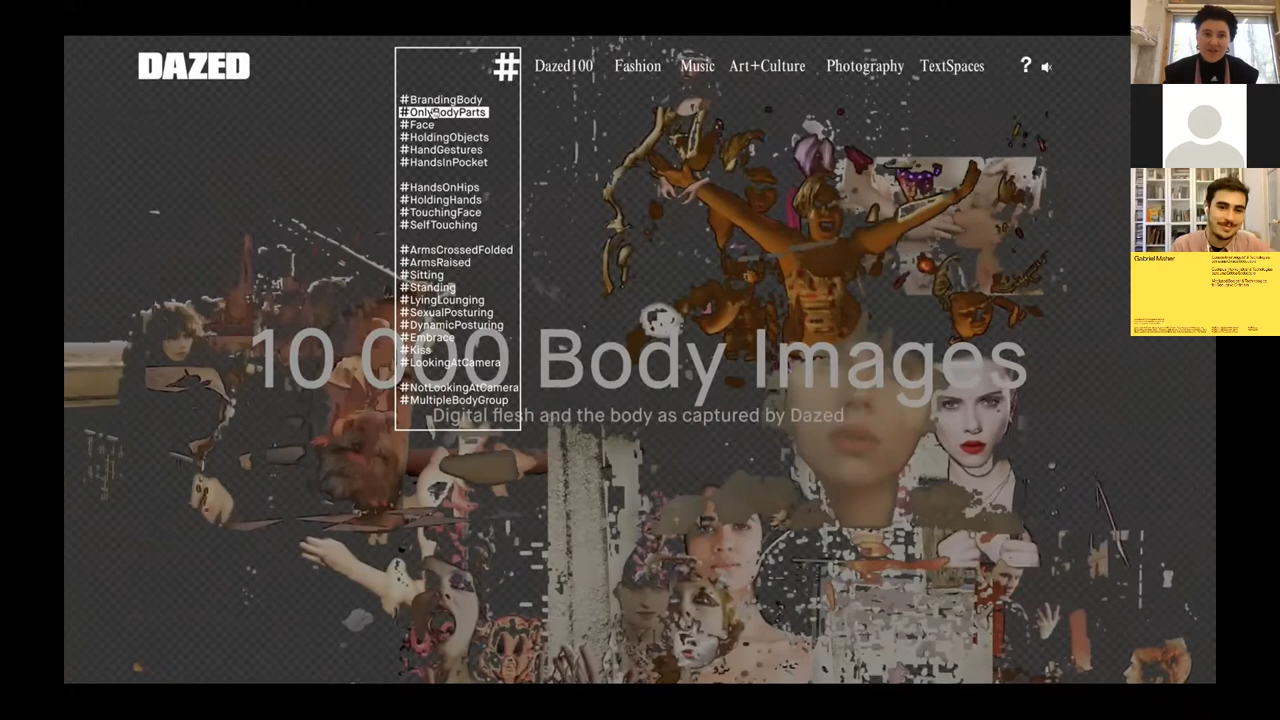 DAZED
#
Dazed100
Fashion
Music
Art+Culture
Photography
TextSpaces
?
#BrandingBody
#OnlyBodyParts
#Face
#HoldingObjects
#HandGestures
#HandsInPocket
#HandsOnHips
#HoldingHands
#TouchingFace
#SelfTouching
#ArmsCrossedFolded
#ArmsRaised
#Sitting
#Standing
#LyingLounging
#SexualPosturing
#DynamicPosturing
#Embrace
#Kiss
#LookingAtCamera
#NotLookingAtCamera
#MultipleBodyGroup
10 000 Body Images
Digital flesh and the body as captured by Dazed
Gabriel Maher